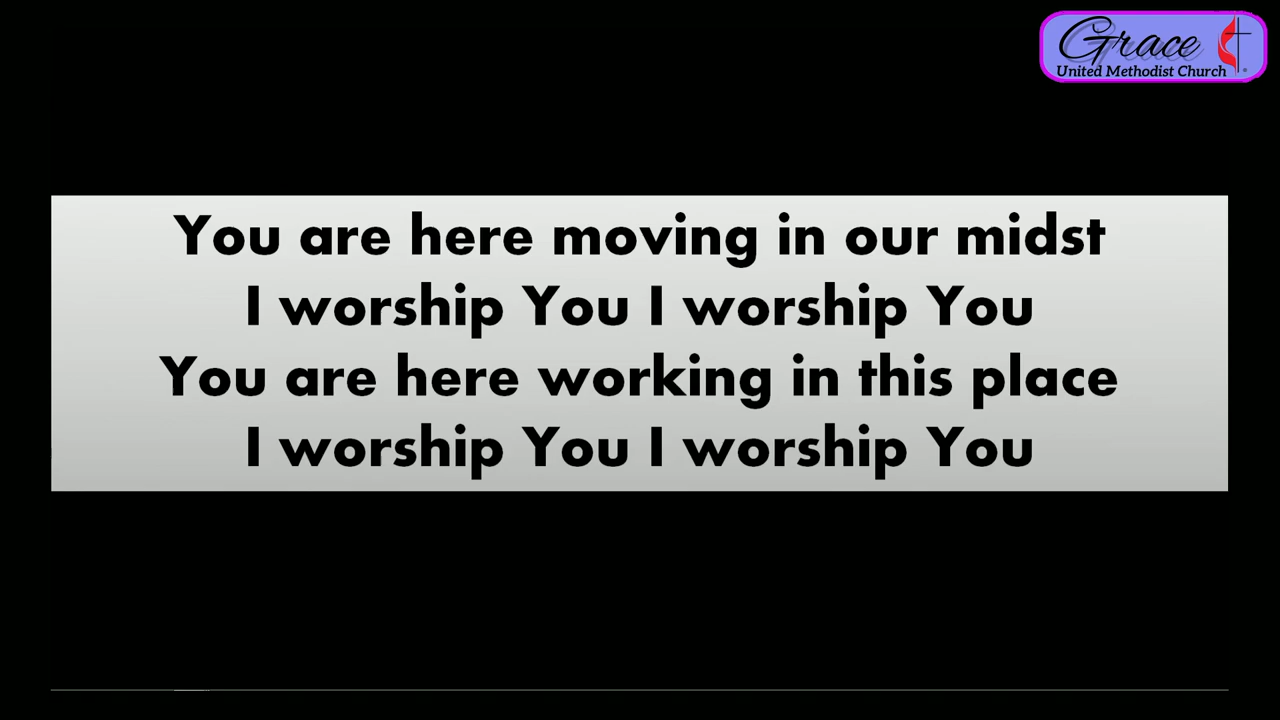 Grace
United Methodist Church
You are here moving in our midst
I worship You I worship You
You are here working in this place
I worship You I worship You